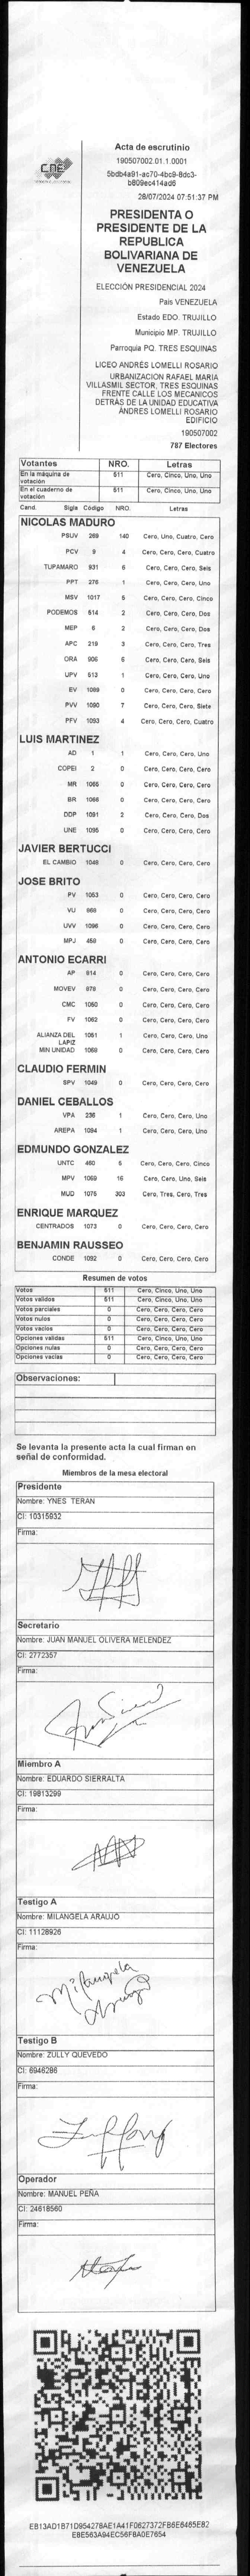 CNE
Acta de escrutinio
190507002.01.1.0001
5bdb4a91-ac70-4bc9-8dc3-
b809ec414ad6
28/07/2024 07:51:37 PM
PRESIDENTA O
PRESIDENTE DE LA
REPUBLICA
BOLIVARIANA DE
VENEZUELA
ELECCIÓN PRESIDENCIAL 2024
Pais VENEZUELA
Estado EDO. TRUJILLO
Municipio MP. TRUJILLO
Parroquia PQ. TRES ESQUINAS
LICEO ANDRÉS LOMELLI ROSARIO
URBANIZACION RAFAEL MARIA
VILLASMIL SECTOR. TRES ESQUINAS
FRENTE CALLE LOS MECANICOS
DETRÁS DE LA UNIDAD EDUCATIVA
ANDRES LOMELLI ROSARIO
EDIFICIO
190507002
787 Electores
Votantes NRO. Letras
En la máquina de votación 511 Cero, Cinco, Uno, Uno
En el cuaderno de votación 511 Cero, Cinco, Uno, Uno
Cand. Sigla Código NRO. Letras
NICOLAS MADURO
PSUV 269 140 Cero, Uno, Cuatro, Cero
PCV 9 4 Cero, Cero, Cero, Cuatro
TUPAMARO 931 6 Cero, Cero, Cero, Seis
PPT 276 1 Cero, Cero, Cero, Uno
MSV 1017 5 Cero, Cero, Cero, Cinco
PODEMOS 514 2 Cero, Cero, Cero, Dos
MEP 6 2 Cero, Cero, Cero, Dos
APC 219 3 Cero, Cero, Cero, Tres
ORA 906 6 Cero, Cero, Cero, Seis
UPV 513 1 Cero, Cero, Cero, Uno
EV 1089 0 Cero, Cero, Cero, Cero
PVV 1090 7 Cero, Cero, Cero, Siete
PFV 1093 4 Cero, Cero, Cero, Cuatro
LUIS MARTINEZ
AD 1 1 Cero, Cero, Cero, Uno
COPEI 2 0 Cero, Cero, Cero, Cero
MR 1065 0 Cero, Cero, Cero, Cero
BR 1066 0 Cero, Cero, Cero, Cero
DDP 1091 2 Cero, Cero, Cero, Dos
UNE 1095 0 Cero, Cero, Cero, Cero
JAVIER BERTUCCI
EL CAMBIO 1048 0 Cero, Cero, Cero, Cero
JOSE BRITO
PV 1053 0 Cero, Cero, Cero, Cero
VU 868 0 Cero, Cero, Cero, Cero
UVV 1096 0 Cero, Cero, Cero, Cero
MPJ 458 0 Cero, Cero, Cero, Cero
ANTONIO ECARRI
AP 914 0 Cero, Cero, Cero, Cero
MOVEV 878 0 Cero, Cero, Cero, Cero
CMC 1050 0 Cero, Cero, Cero, Cero
FV 1062 0 Cero, Cero, Cero, Cero
ALIANZA DEL LAPIZ 1051 1 Cero, Cero, Cero, Uno
MIN UNIDAD 1058 0 Cero, Cero, Cero, Cero
CLAUDIO FERMIN
SPV 1049 0 Cero, Cero, Cero, Cero
DANIEL CEBALLOS
VPA 236 1 Cero, Cero, Cero, Uno
AREPA 1094 1 Cero, Cero, Cero, Uno
EDMUNDO GONZALEZ
UNTC 460 5 Cero, Cero, Cero, Cinco
MPV 1069 16 Cero, Cero, Uno, Seis
MUD 1075 303 Cero, Tres, Cero, Tres
ENRIQUE MARQUEZ
CENTRADOS 1073 0 Cero, Cero, Cero, Cero
BENJAMIN RAUSSEO
CONDE 1092 0 Cero, Cero, Cero, Cero
Resumen de votos
Votos 511 Cero, Cinco, Uno, Uno
Votos validos 511 Cero, Cinco, Uno, Uno
Votos parciales 0 Cero, Cero, Cero, Cero
Votos nulos 0 Cero, Cero, Cero, Cero
Votos vacios 0 Cero, Cero, Cero, Cero
Opciones validas 511 Cero, Cinco, Uno, Uno
Opciones nulas 0 Cero, Cero, Cero, Cero
Opciones vacias 0 Cero, Cero, Cero, Cero
Observaciones:
Se levanta la presente acta la cual firman en
señal de conformidad.
Miembros de la mesa electoral
Presidente
Nombre: YNES TERAN
CI: 10315932
Firma:
Secretario
Nombre: JUAN MANUEL OLIVERA MELENDEZ
CI: 2772357
Firma:
Miembro A
Nombre: EDUARDO SIERRALTA
CI: 19813299
Firma:
Testigo A
Nombre: MILANGELA ARAUJO
CI: 11128926
Firma:
Milangela
Araujo
Testigo B
Nombre: ZULLY QUEVEDO
CI: 6946286
Firma:
Operador
Nombre: MANUEL PEÑA
CI: 24618560
Firma:
EB13AD1B71D954278AE1A41F0627372FB6E6465E82
E8E563A94EC56FBA0E7654